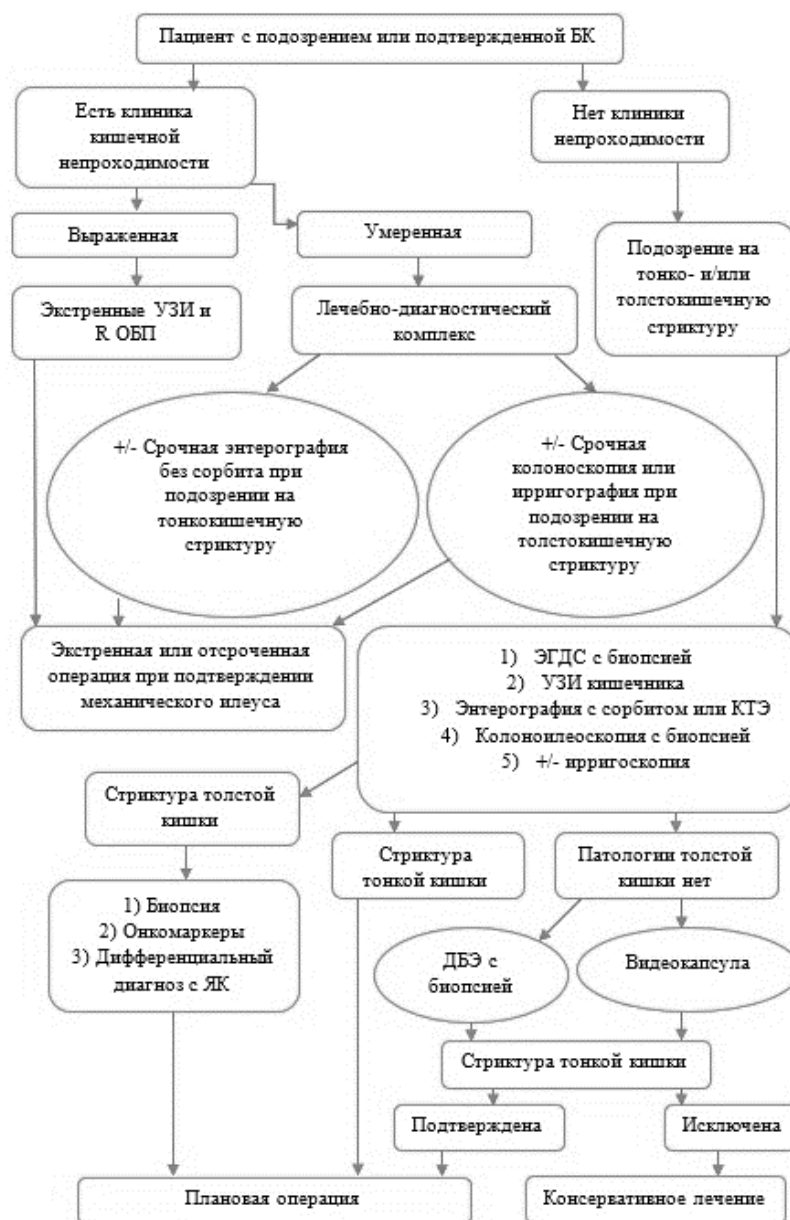 Пациент с подозрением или подтвержденной БК
Есть клиника
кишечной
непроходимости
Нет клиники
непроходимости
Выраженная
Умеренная
Подозрение на
тонко- и/или
толстокишечную
стриктуру
Экстренные УЗИ и
R ОБП
Лечебно-диагностический
комплекс
+/- Срочная энтерография
без сорбита при
подозрении на
тонкокишечную
стриктуру
+/- Срочная
колоноскопия или
ирригография при
подозрении на
толстокишечную
стриктуру
Экстренная или отсроченная
операция при подтверждении
механического илеуса
1) ЭГДС с биопсией
2) УЗИ кишечника
3) Энтерография с сорбитом или КТЭ
4) Колоноилеоскопия с биопсией
5) +/- ирригоскопия
Стриктура толстой
кишки
Стриктура
тонкой кишки
Патологии толстой
кишки нет
1) Биопсия
2) Онкомаркеры
3) Дифференциальный
диагноз с ЯК
ДБЭ с
биопсией
Видеокапсула
Стриктура тонкой кишки
Подтверждена
Исключена
Плановая операция
Консервативное лечение